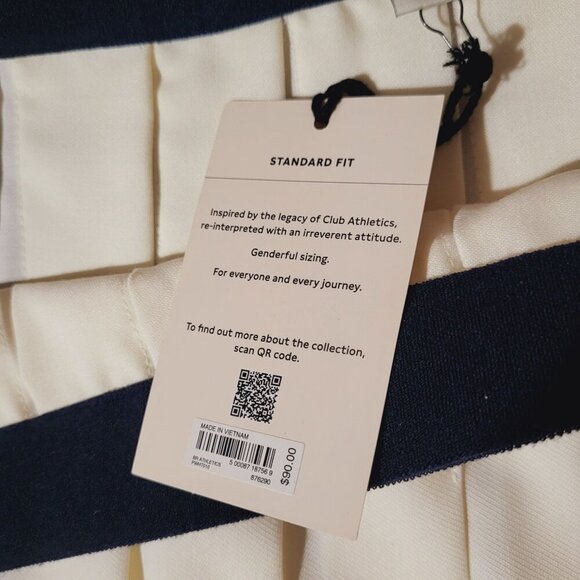 STANDARD FIT
Inspired by the legacy of Club Athletics,
re-interpreted with an irreverent attitude.
Genderful sizing.
For everyone and every journey.
To find out more about the collection,
scan QR code.
MADE IN VIETNAM
$90.00
5 00087 18756 9
BR ATHLETICS
876290